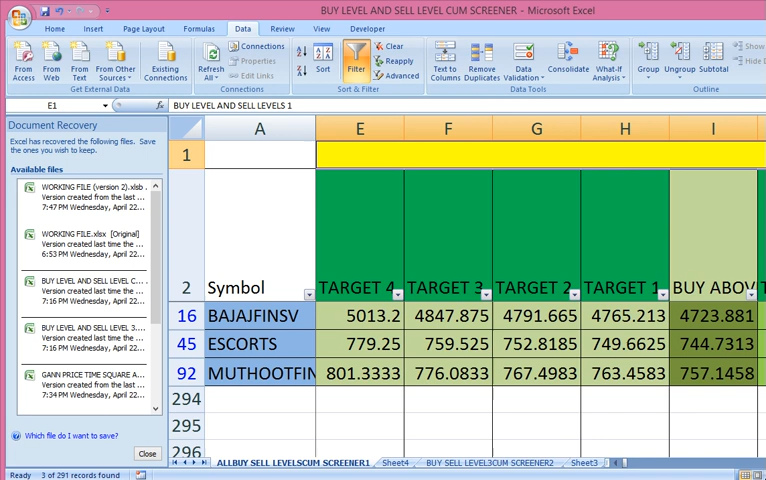 BUY LEVEL AND SELL LEVEL CUM SCREENER - Microsoft Excel
Home Insert Page Layout Formulas Data Review View Developer
From Access
From Web
From Text
From Other Sources
Existing Connections
Get External Data
Refresh All
Connections
Properties
Edit Links
Connections
Sort
Filter
Clear
Reapply
Advanced
Sort & Filter
Text to Columns
Remove Duplicates
Data Validation
Consolidate
What-If Analysis
Data Tools
Group
Ungroup
Subtotal
Show
Hide D
Outline
E1 fx BUY LEVEL AND SELL LEVELS 1
Document Recovery
Excel has recovered the following files. Save
the ones you wish to keep.
Available files
WORKING FILE (version 2).xlsb ...
Version created from the last ...
7:47 PM Wednesday, April 22...
WORKING FILE.xlsx [Original]
Version created last time the ...
6:53 PM Wednesday, April 22...
BUY LEVEL AND SELL LEVEL C...
Version created last time the ...
7:16 PM Wednesday, April 22...
BUY LEVEL AND SELL LEVEL 3....
Version created last time the ...
7:16 PM Wednesday, April 22...
GANN PRICE TIME SQUARE A...
Version created from the last ...
7:34 PM Wednesday, April 22...
Which file do I want to save?
Close
A E F G H I
1
2 Symbol TARGET 4 TARGET 3 TARGET 2 TARGET 1 BUY ABOV T
16 BAJAJFINSV 5013.2 4847.875 4791.665 4765.213 4723.881
45 ESCORTS 779.25 759.525 752.8185 749.6625 744.7313
92 MUTHOOTFIN 801.3333 776.0833 767.4983 763.4583 757.1458
294
295
296
ALLBUY SELL LEVELSCUM SCREENER1 Sheet4 BUY SELL LEVEL3CUM SCREENER2 Sheet3
Ready 3 of 291 records found